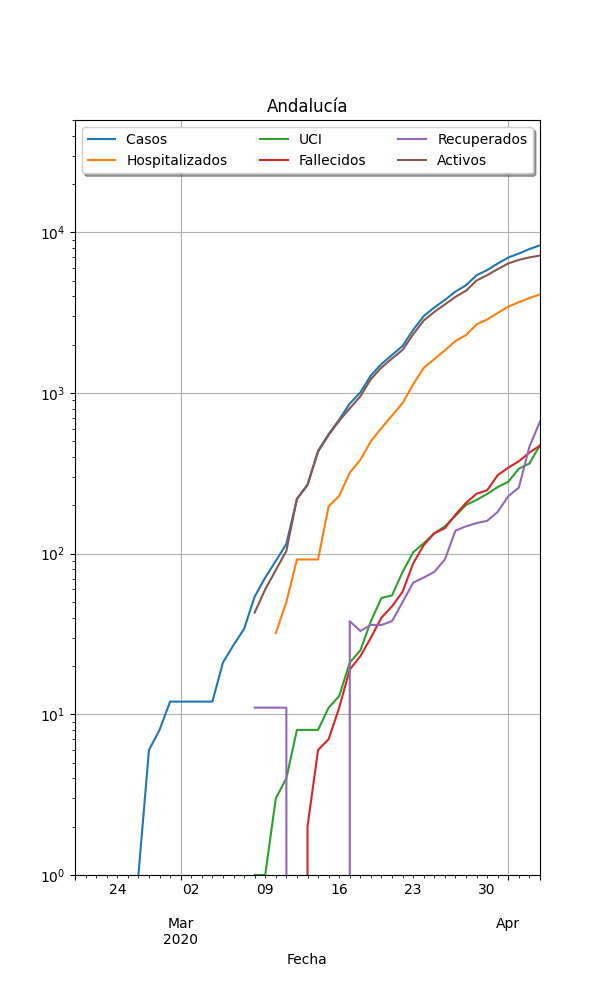 Andalucía
Casos UCI Recuperados
Hospitalizados Fallecidos Activos
10^4
10^3
10^2
10^1
10^0
24 02 09 16 23 30
Mar Apr
2020
Fecha